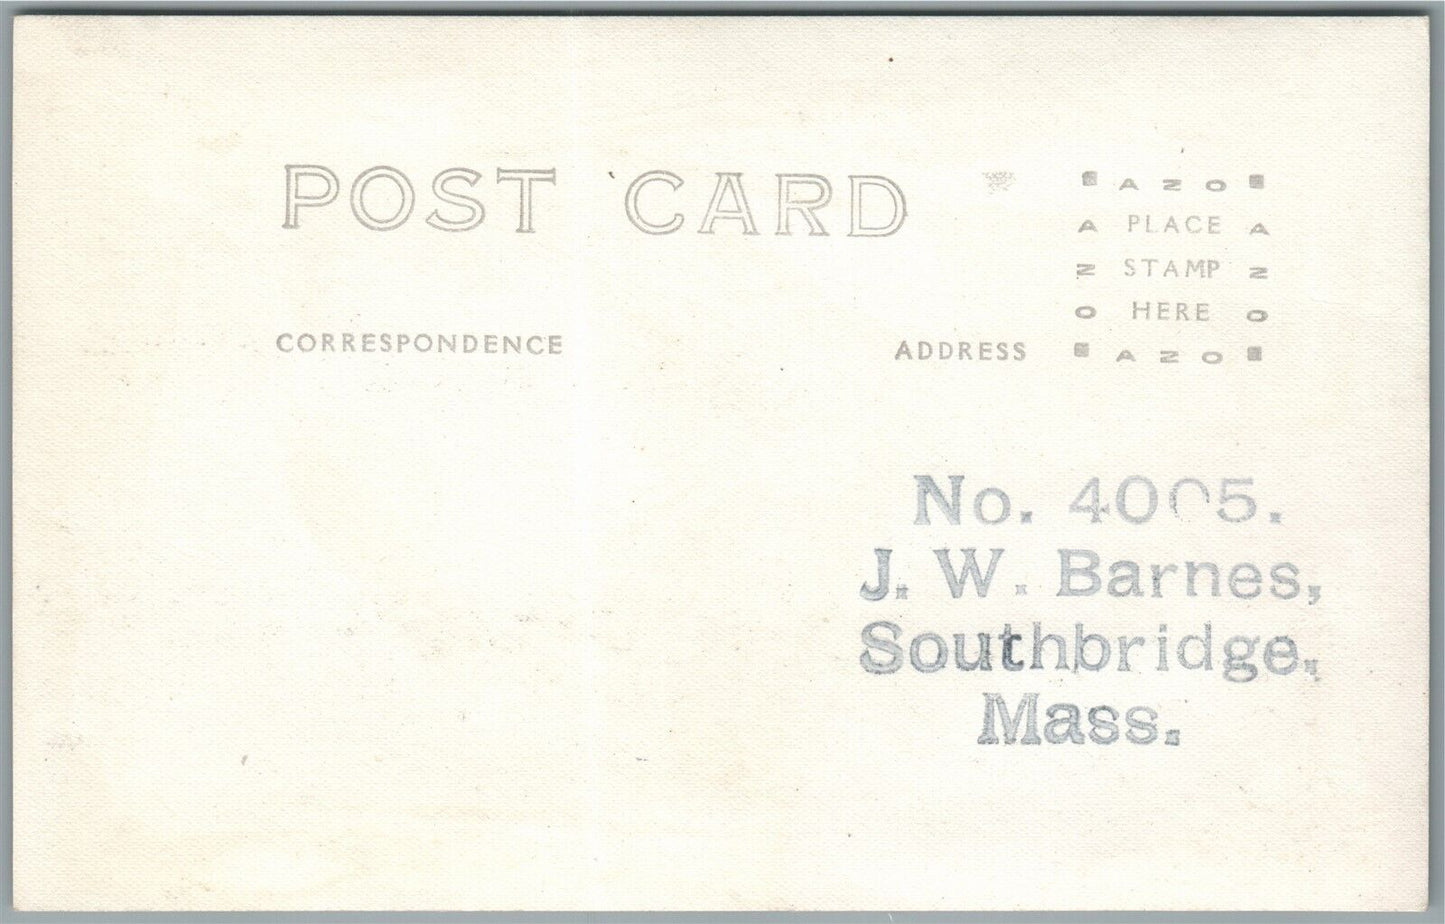 POST CARD
AZO
A PLACE A
Z STAMP Z
O HERE O
AZO
CORRESPONDENCE
ADDRESS
No. 4005.
J. W. Barnes,
Southbridge,
Mass.